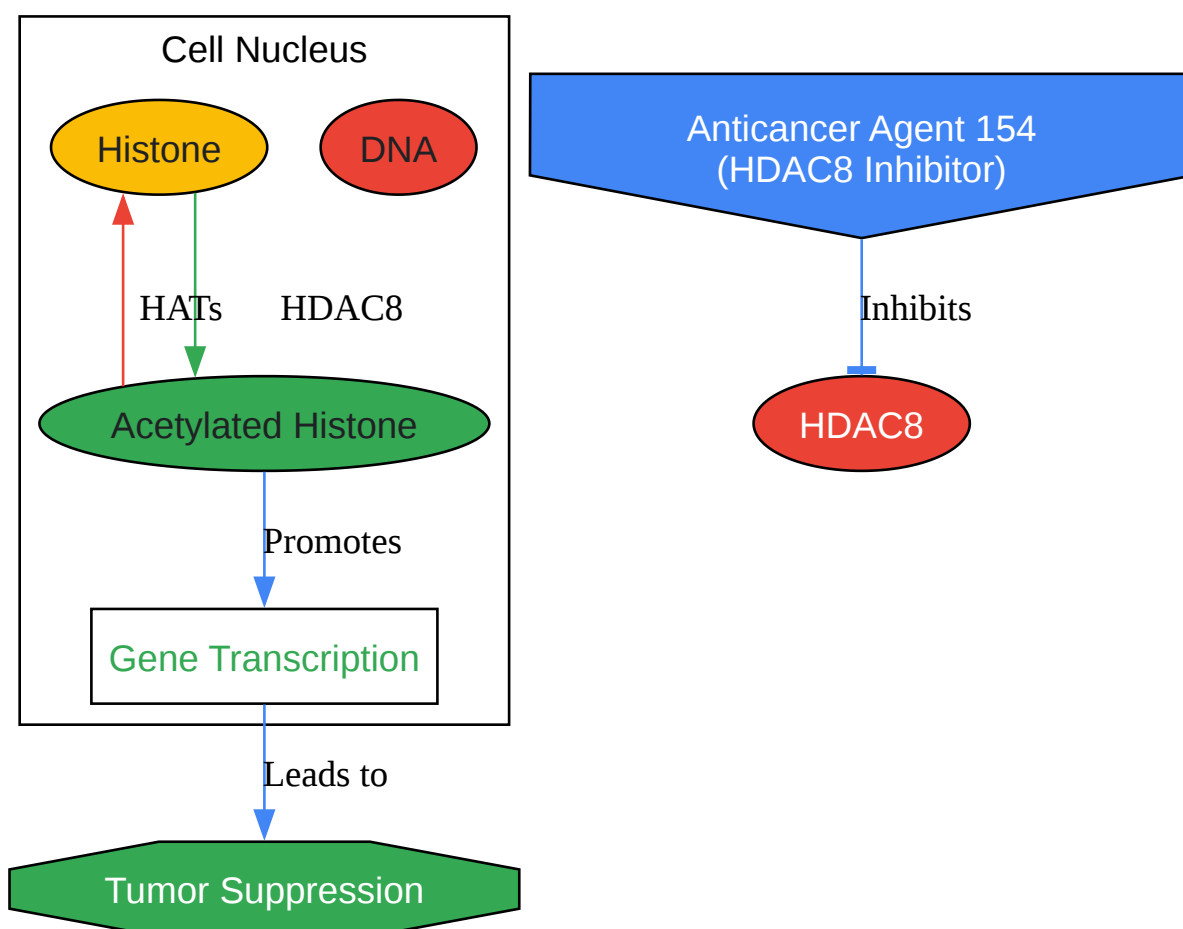 Cell Nucleus
Histone
DNA
Anticancer Agent 154
(HDAC8 Inhibitor)
HATs
HDAC8
Inhibits
Acetylated Histone
HDAC8
Promotes
Gene Transcription
Leads to
Tumor Suppression